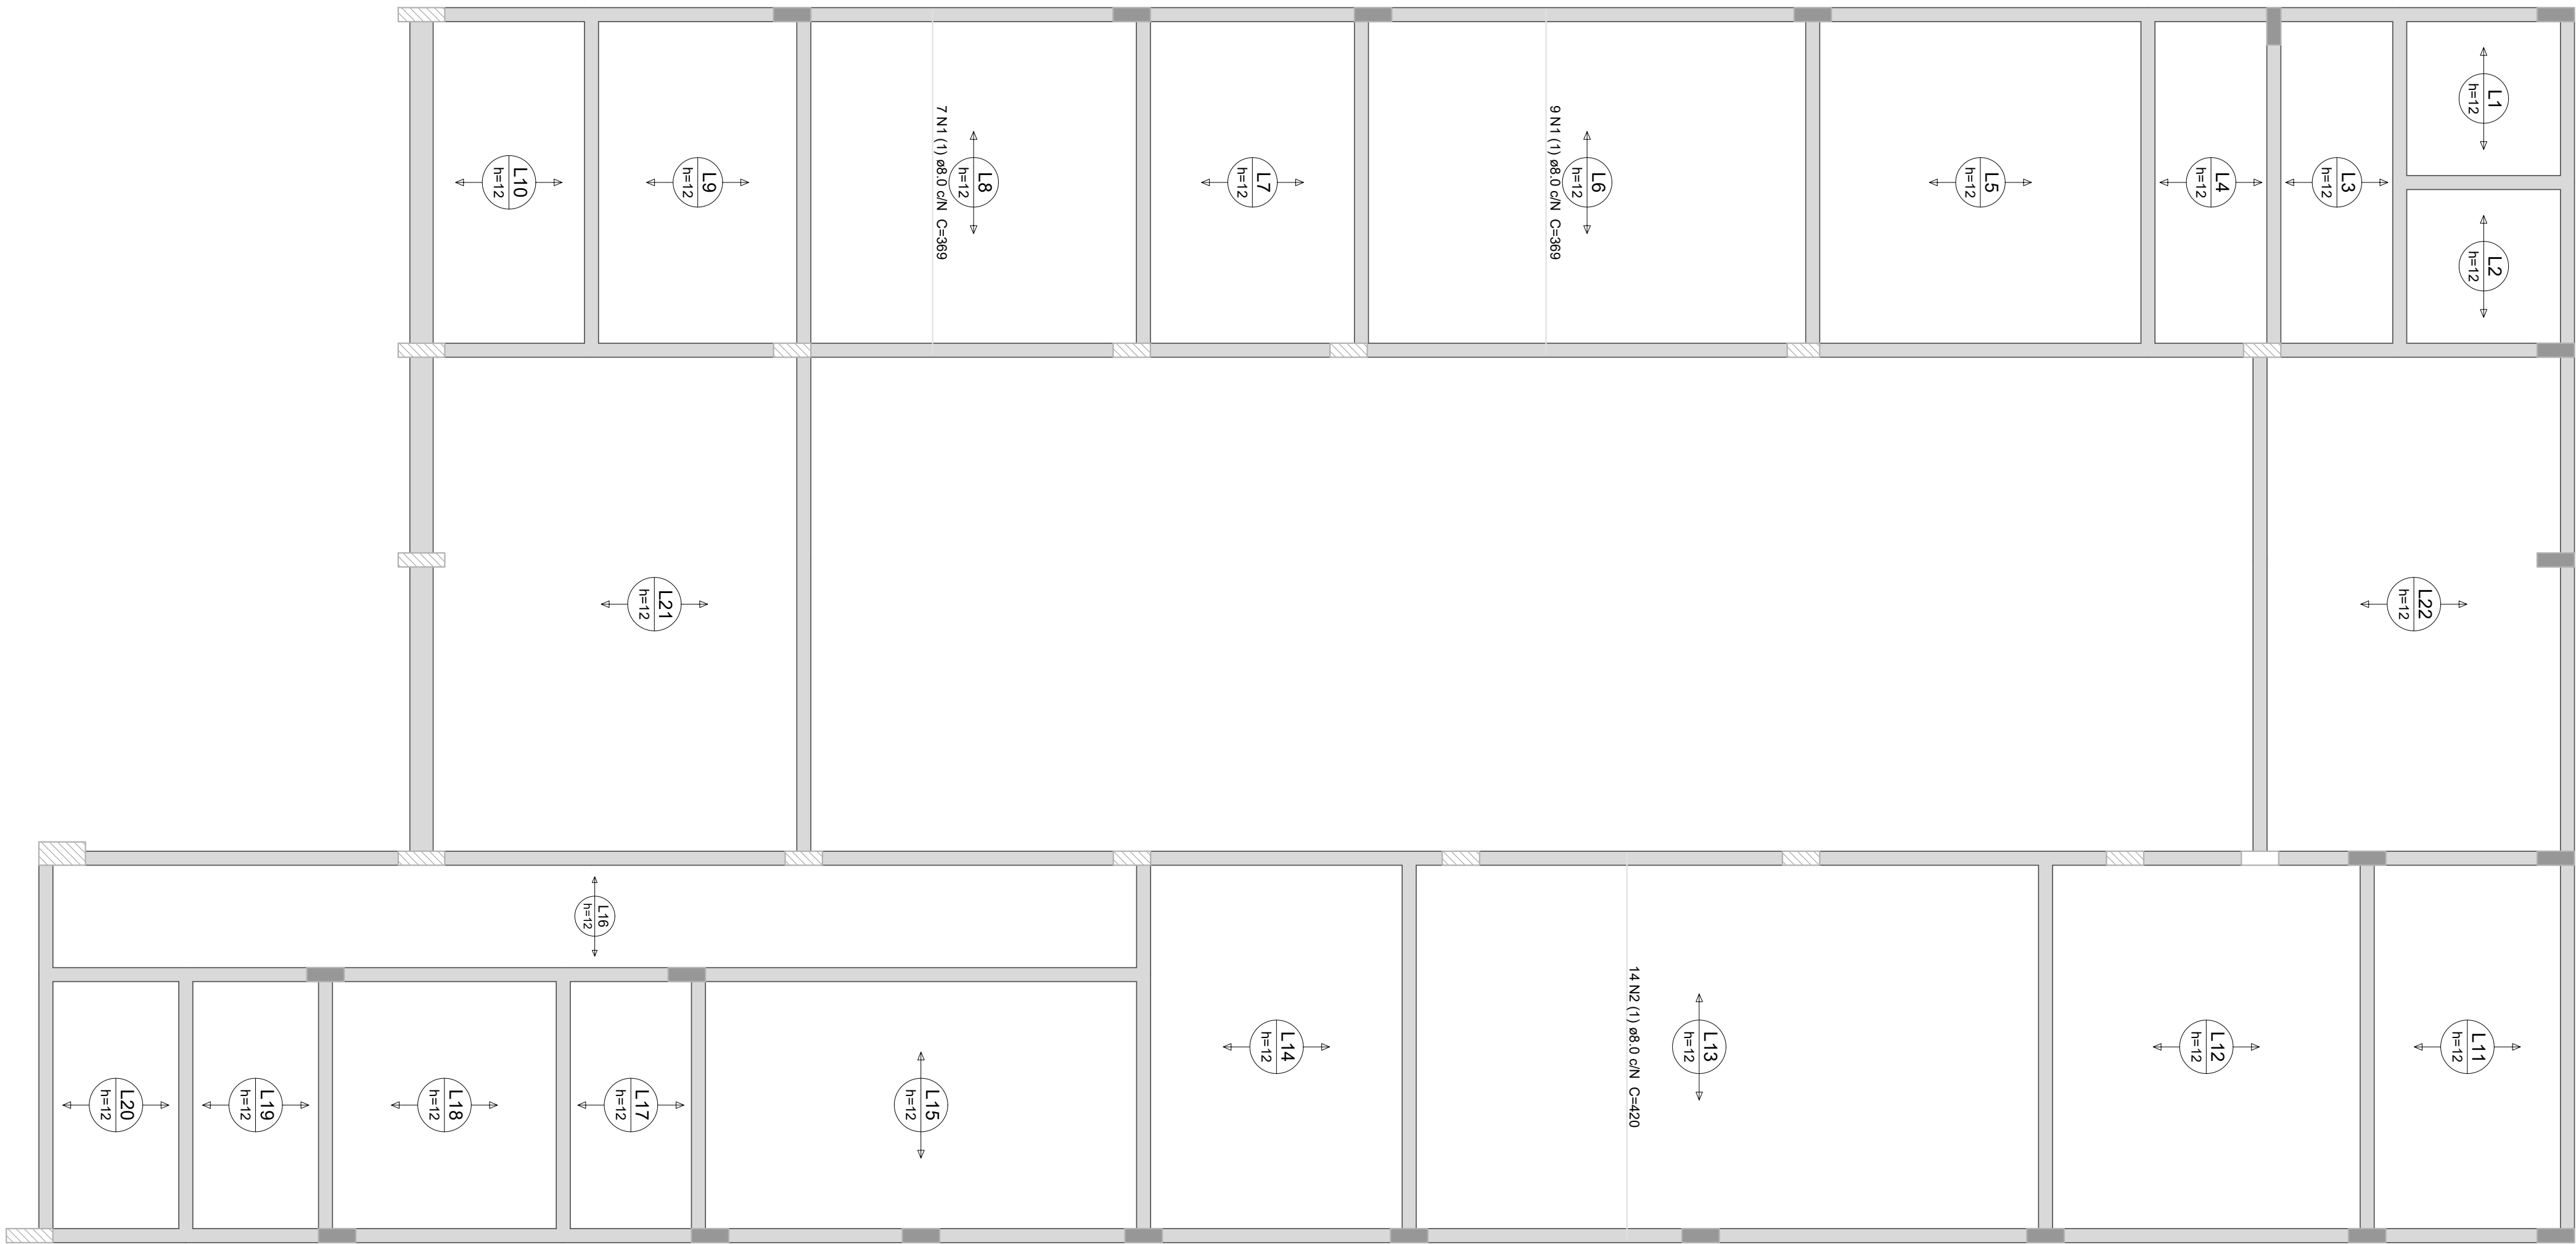 L10
h=12
L9
h=12
7 N1 (1) ø8.0 c/N C=369
L8
h=12
L7
h=12
9 N1 (1) ø8.0 c/N C=369
L6
h=12
L5
h=12
L4
h=12
L3
h=12
L1
h=12
L2
h=12
L21
h=12
L22
h=12
L16
h=12
L14
h=12
14 N2 (1) ø8.0 c/N C=420
L13
h=12
L12
h=12
L11
h=12
L20
h=12
L19
h=12
L18
h=12
L17
h=12
L15
h=12